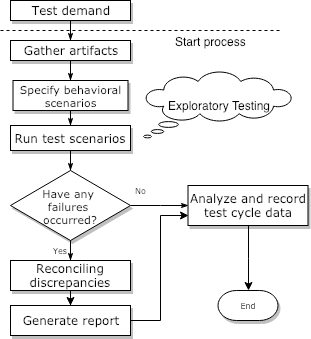 Test demand
Start process
Gather artifacts
Specify behavioral
scenarios
Exploratory Testing
Run test scenarios
Have any
failures
occurred?
No
Analyze and record
test cycle data
Yes
Reconciling
discrepancies
End
Generate report